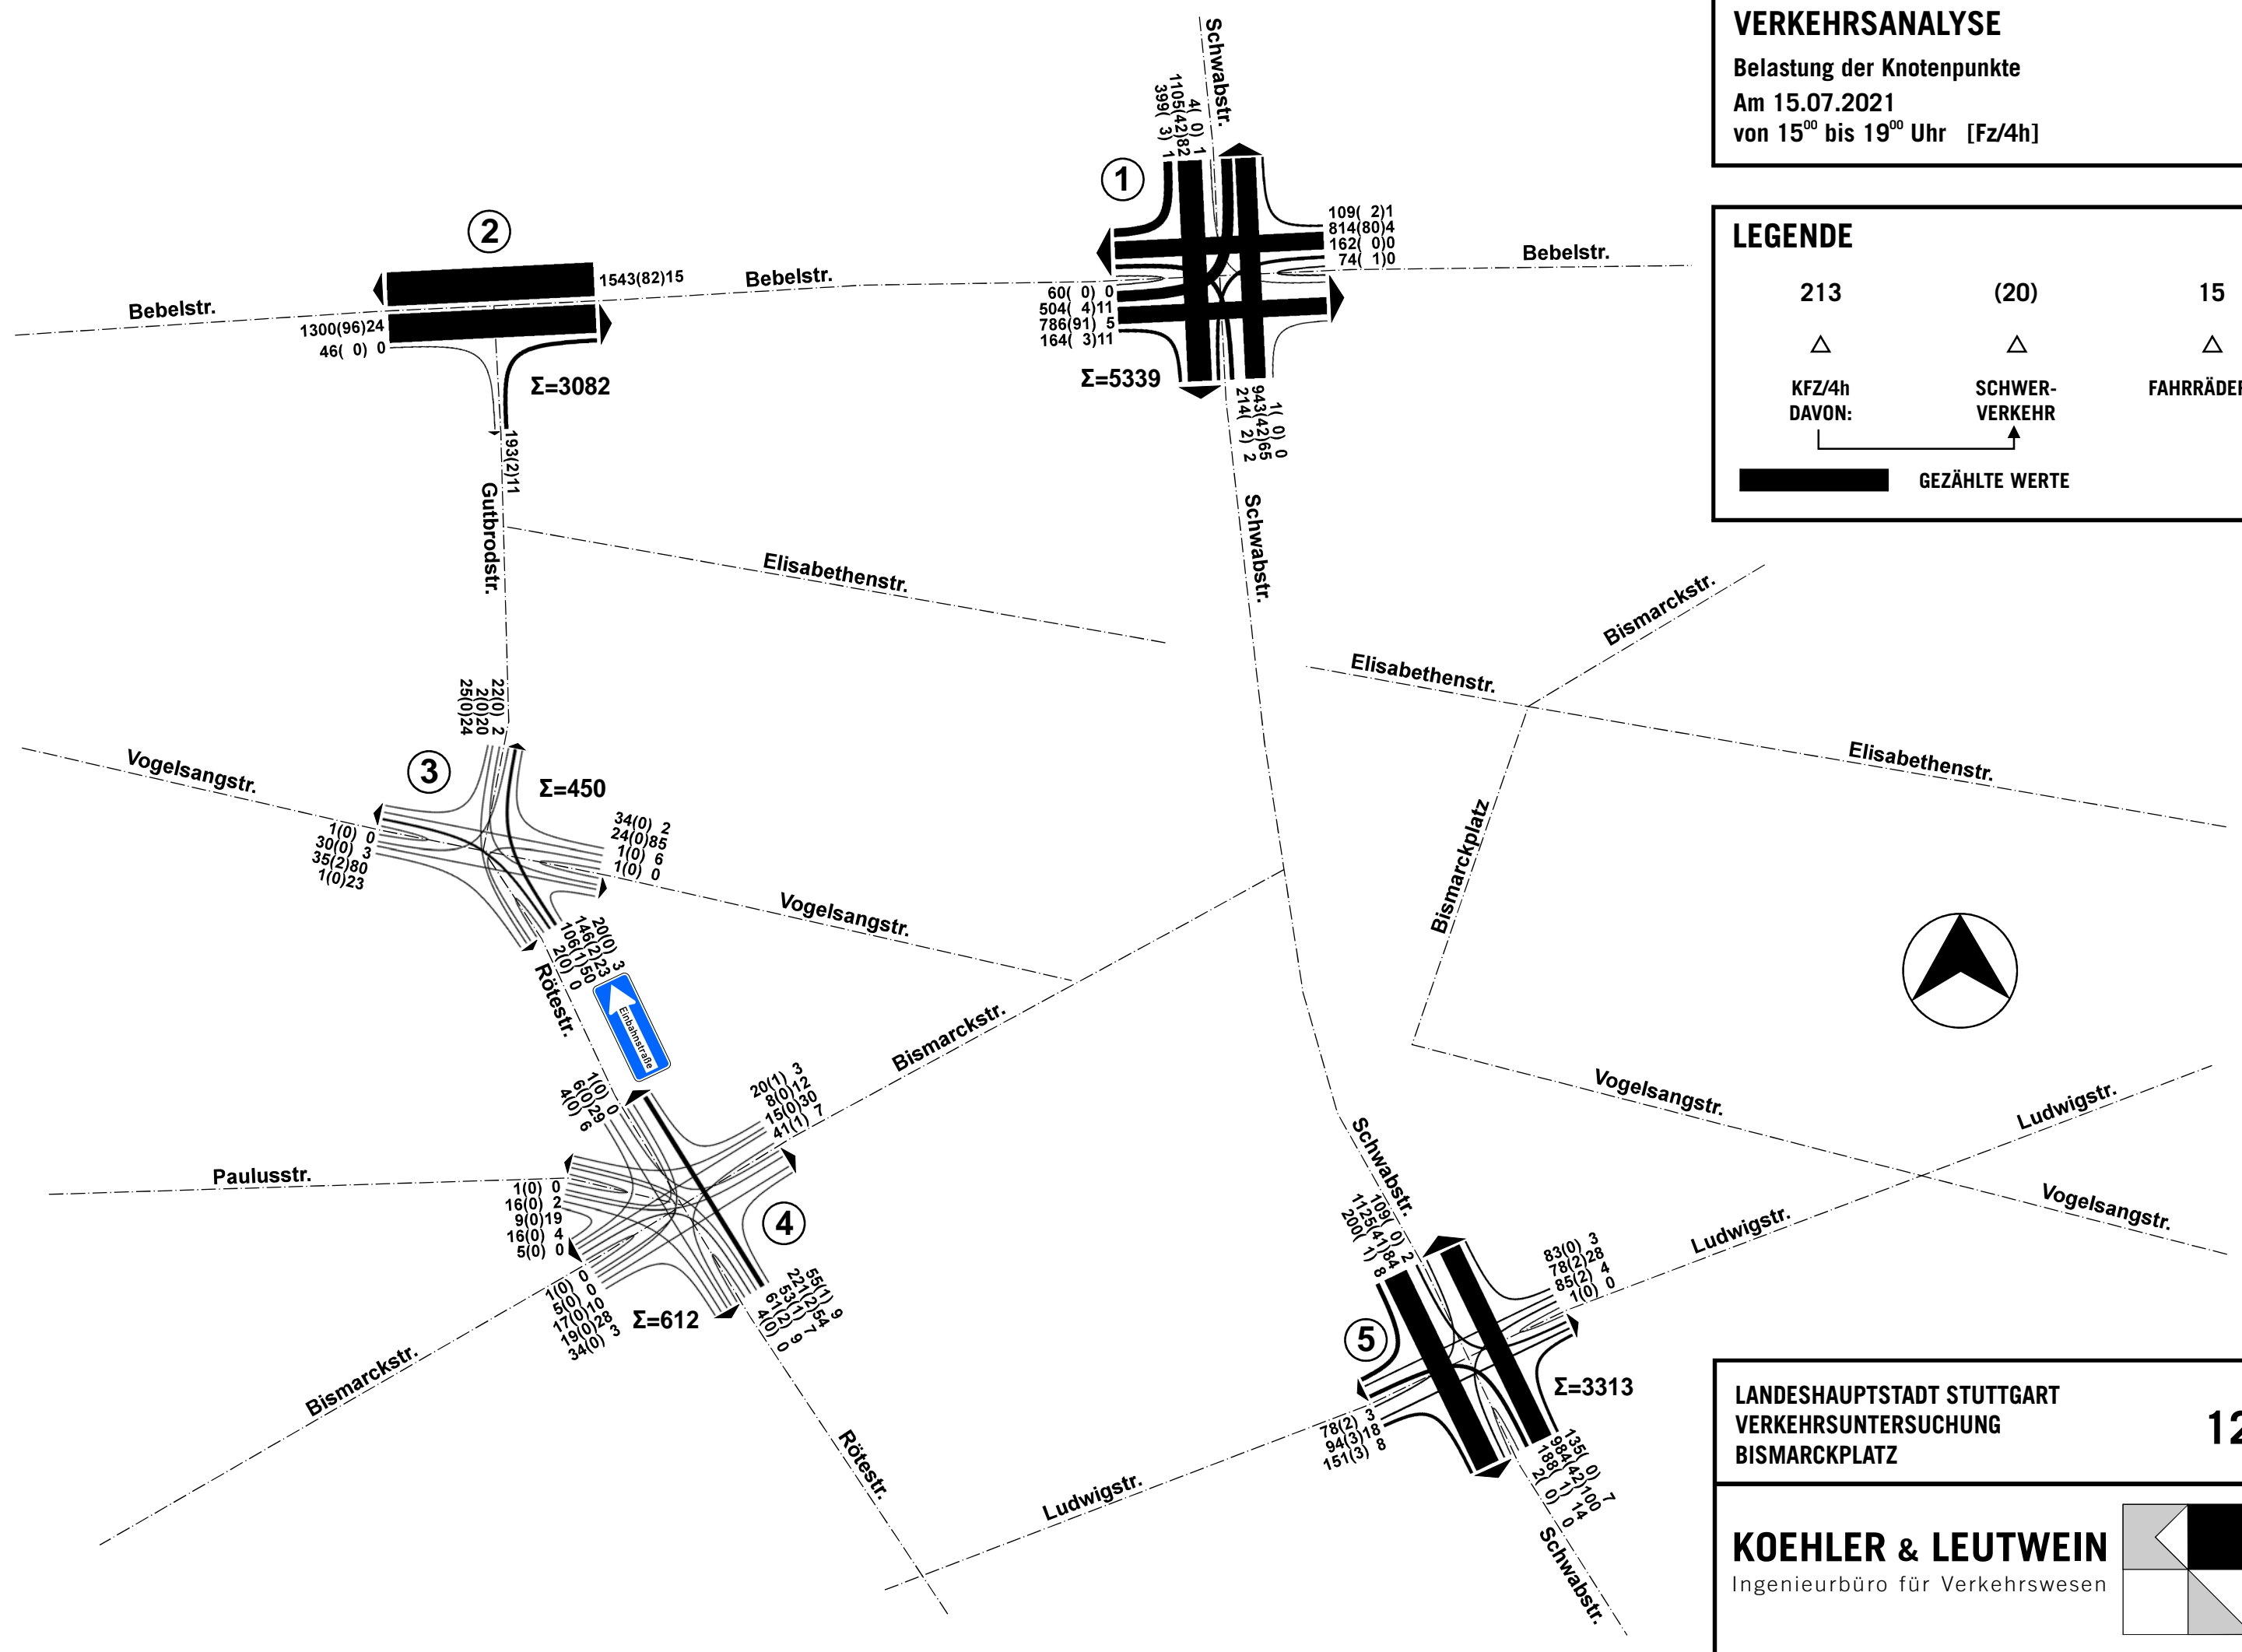 VERKEHRSANALYSE
Belastung der Knotenpunkte
Am 15.07.2021
von 15⁰⁰ bis 19⁰⁰ Uhr [Fz/4h]
LEGENDE
213 (20) 15
KFZ/4h SCHWER- FAHRRÄDER
DAVON: VERKEHR
GEZÄHLTE WERTE
Schwabstr.
4( 0) 1
1105(42)82
399( 3) 1
1
109( 2)1
814(80)4
162( 0)0
74( 1)0
Bebelstr.
60( 0) 0
504( 4)11
786(91) 5
164( 3)11
Σ=5339
1( 0) 0
943(42)65
214( 2) 2
Schwabstr.
2
1543(82)15
Bebelstr.
Bebelstr.
1300(96)24
46( 0) 0
Σ=3082
193(2)11
Gutbrodstr.
Elisabethenstr.
Bismarckstr.
Elisabethenstr.
Elisabethenstr.
Bismarckplatz
22(0) 2
2(0)20
25(0)24
Vogelsangstr.
3
Σ=450
34(0) 2
24(0)85
1(0) 6
1(0) 0
1(0) 0
30(0) 3
35(2)80
1(0)23
Vogelsangstr.
20(0) 3
146(2)23
106(1)50
2(0) 0
Rötestr.
Einbahnstraße
Bismarckstr.
1(0) 0
6(0)29
4(0) 6
20(1) 3
8(0)12
15(0)30
41(1) 7
Paulusstr.
1(0) 0
16(0) 2
9(0)19
16(0) 4
5(0) 0
4
1(0) 0
5(0) 0
17(0)10
19(0)28
34(0) 3
Σ=612
55(1) 9
221(2)54
53(1) 7
61(2) 9
4(0) 0
Bismarckstr.
Rötestr.
Vogelsangstr.
Ludwigstr.
Vogelsangstr.
Ludwigstr.
Schwabstr.
109( 0) 2
1125(41)84
200( 1) 8
83(0) 3
78(2)28
85(2) 4
1(0) 0
5
Σ=3313
78(2) 3
94(3)18
151(3) 8
135( 0) 7
984(42)100
188( 1) 14
2( 0) 0
Ludwigstr.
Schwabstr.
LANDESHAUPTSTADT STUTTGART
VERKEHRSUNTERSUCHUNG
BISMARCKPLATZ
12
KOEHLER & LEUTWEIN
Ingenieurbüro für Verkehrswesen